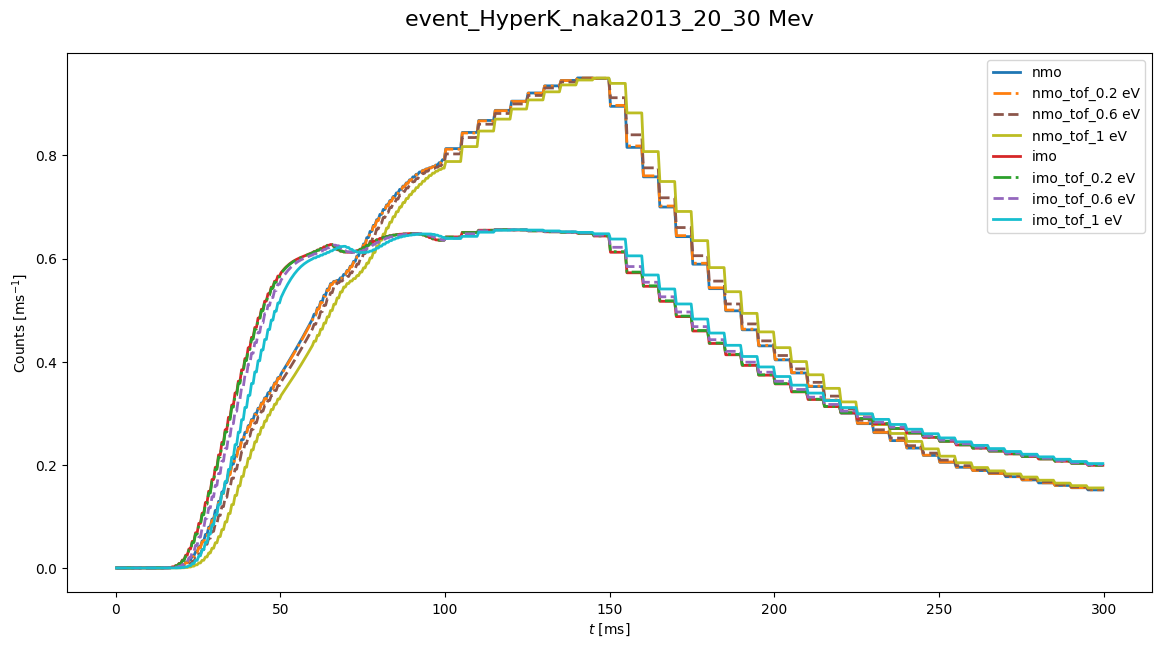 event_HyperK_naka2013_20_30 Mev
nmo
nmo_tof_0.2 eV
nmo_tof_0.6 eV
nmo_tof_1 eV
imo
imo_tof_0.2 eV
imo_tof_0.6 eV
imo_tof_1 eV
Counts [ms⁻¹]
0.8
0.6
0.4
0.2
0.0
0 50 100 150 200 250 300
t [ms]